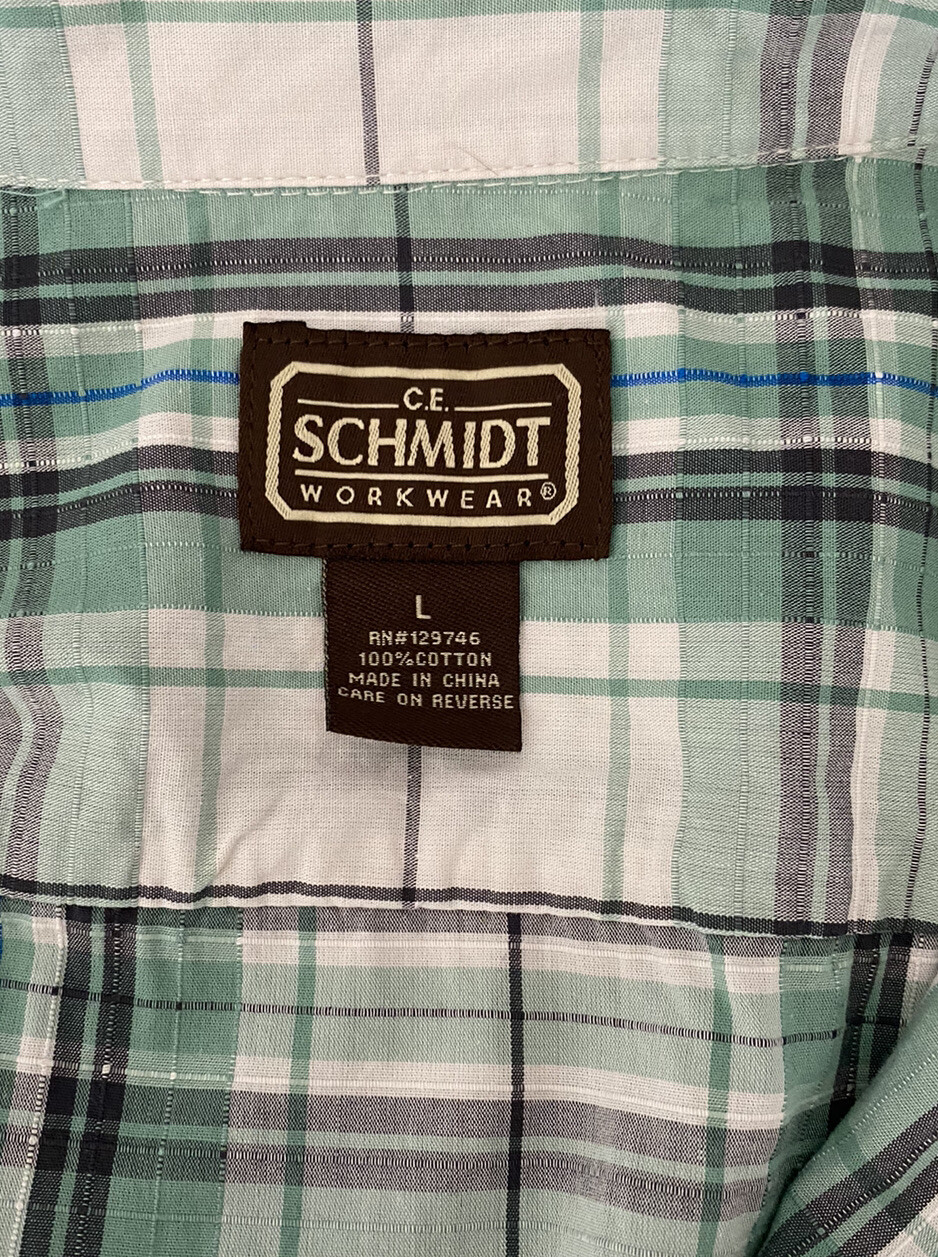 C.E.
SCHMIDT
WORKWEAR®
L
RN#129746
100%COTTON
MADE IN CHINA
CARE ON REVERSE